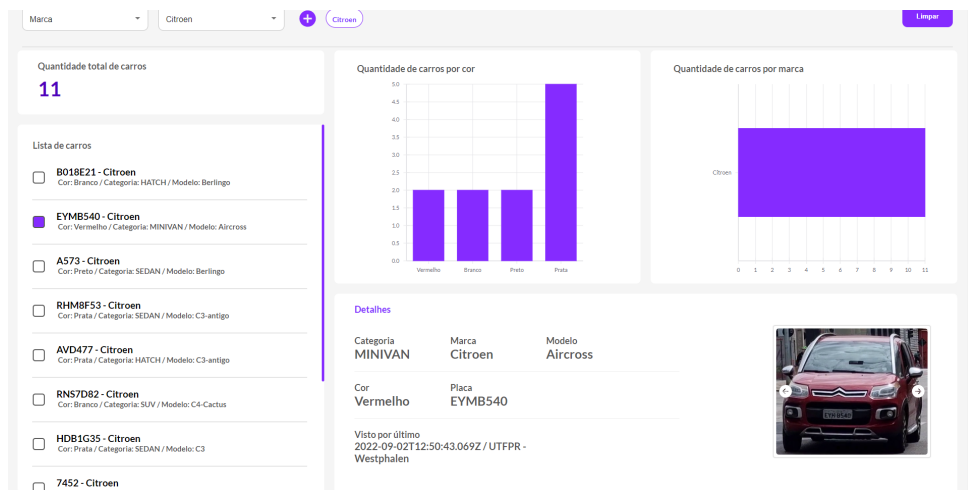 Marca
Citroen
Citroen
Limpar
Quantidade total de carros
11
Lista de carros
B018E21 - Citroen
Cor: Branco / Categoria: HATCH / Modelo: Berlingo
EYMB540 - Citroen
Cor: Vermelho / Categoria: MINIVAN / Modelo: Aircross
A573 - Citroen
Cor: Preto / Categoria: SEDAN / Modelo: Berlingo
RHM8F53 - Citroen
Cor: Prata / Categoria: SEDAN / Modelo: C3-antigo
AVD477 - Citroen
Cor: Prata / Categoria: HATCH / Modelo: C3-antigo
RNS7D82 - Citroen
Cor: Branco / Categoria: SUV / Modelo: C4-Cactus
HDB1G35 - Citroen
Cor: Prata / Categoria: SEDAN / Modelo: C3
7452 - Citroen
Quantidade de carros por cor
5.0
4.5
4.0
3.5
3.0
2.5
2.0
1.5
1.0
0.5
0.0
Vermelho Branco Preto Prata
Quantidade de carros por marca
Citroen
0 1 2 3 4 5 6 7 8 9 10 11
Detalhes
Categoria Marca Modelo
MINIVAN Citroen Aircross
Cor Placa
Vermelho EYMB540
Visto por último
2022-09-02T12:50:43.069Z / UTFPR -
Westphalen